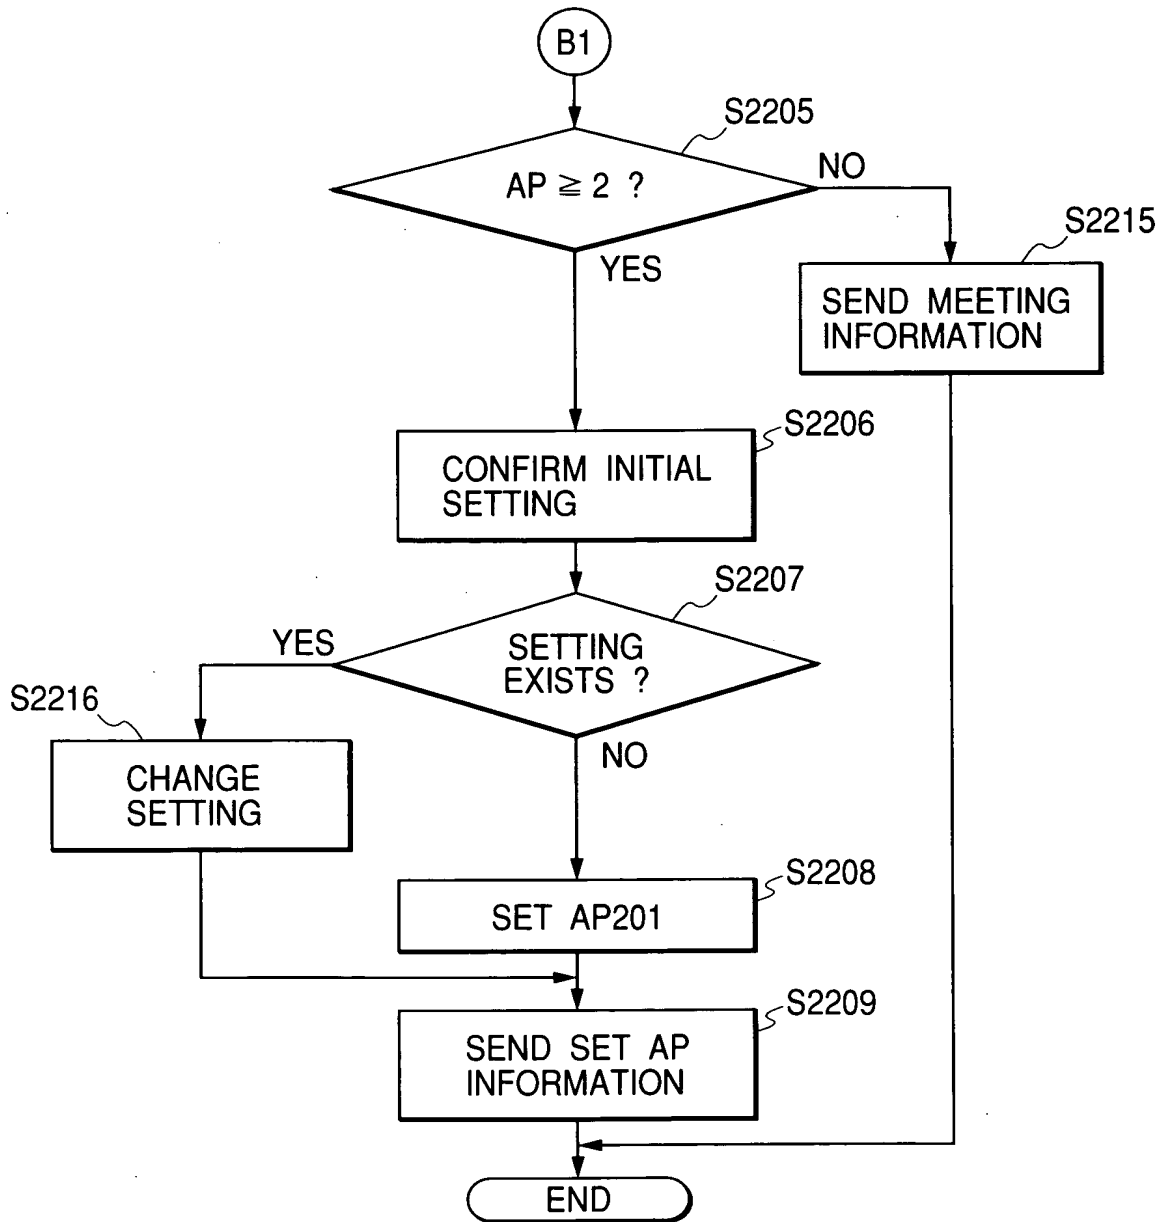 B1
S2205
AP ≧ 2 ?
NO
YES
S2215
SEND MEETING
INFORMATION
S2206
CONFIRM INITIAL
SETTING
S2207
YES
SETTING
EXISTS ?
S2216
NO
CHANGE
SETTING
S2208
SET AP201
S2209
SEND SET AP
INFORMATION
END